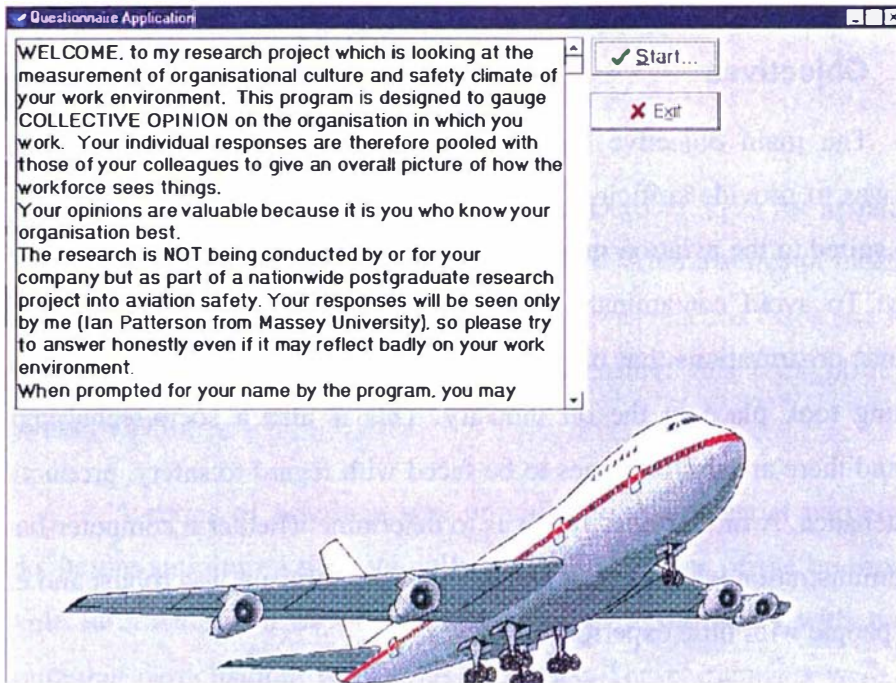 Questionnaire Application
WELCOME, to my research project which is looking at the
measurement of organisational culture and safety climate of
your work environment. This program is designed to gauge
COLLECTIVE OPINION on the organisation in which you
work. Your individual responses are therefore pooled with
those of your colleagues to give an overall picture of how the
workforce sees things.
Your opinions are valuable because it is you who know your
organisation best.
The research is NOT being conducted by or for your
company but as part of a nationwide postgraduate research
project into aviation safety. Your responses will be seen only
by me (Ian Patterson from Massey University), so please try
to answer honestly even if it may reflect badly on your work
environment.
When prompted for your name by the program, you may
Start...
Exit